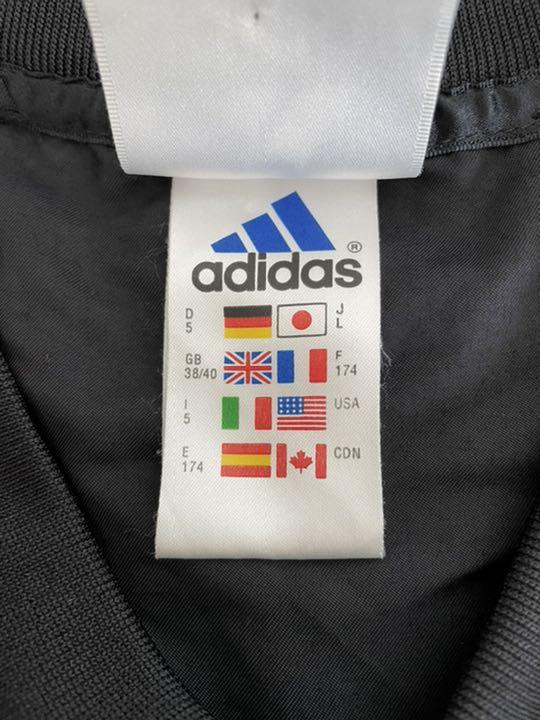 adidas®
D J
5 L
GB F
38/40 174
I USA
5
E CDN
174